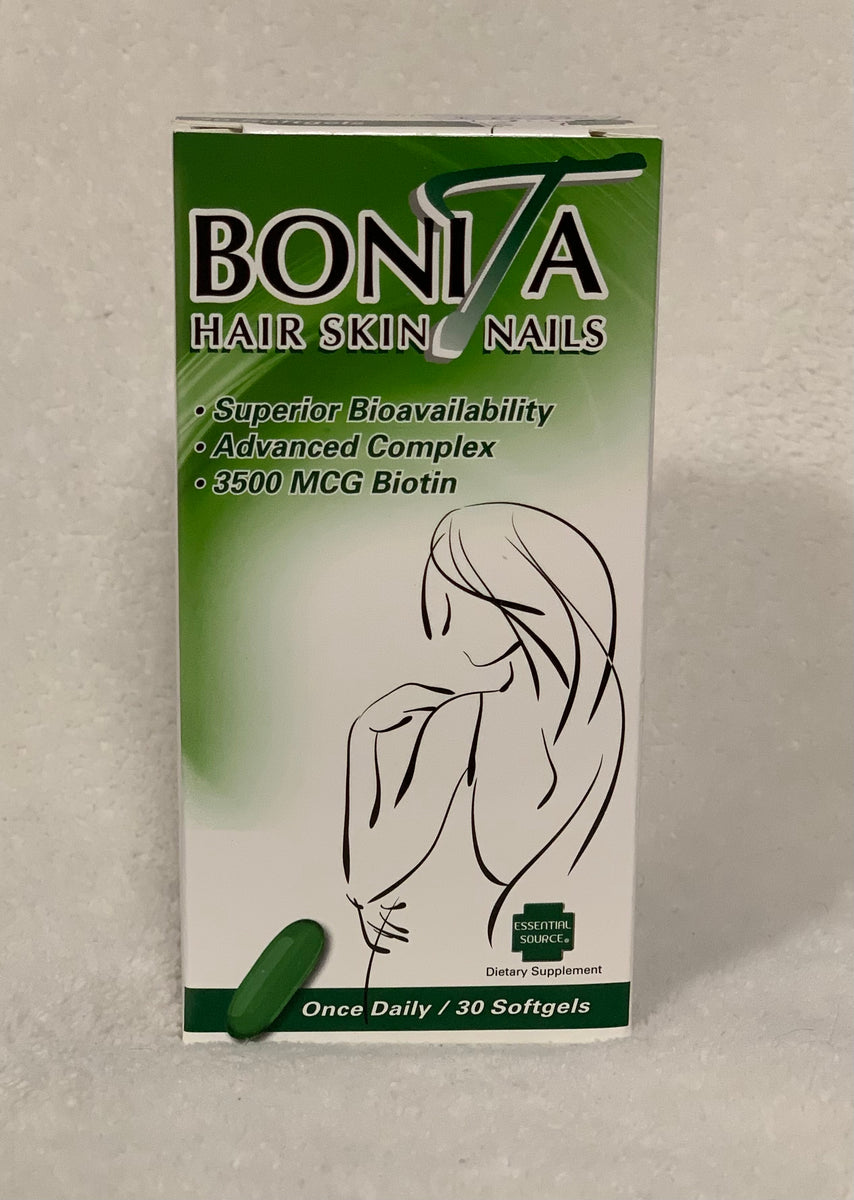 BONITA
HAIR SKIN NAILS
• Superior Bioavailability
• Advanced Complex
• 3500 MCG Biotin
ESSENTIAL
SOURCE®
Dietary Supplement
Once Daily / 30 Softgels